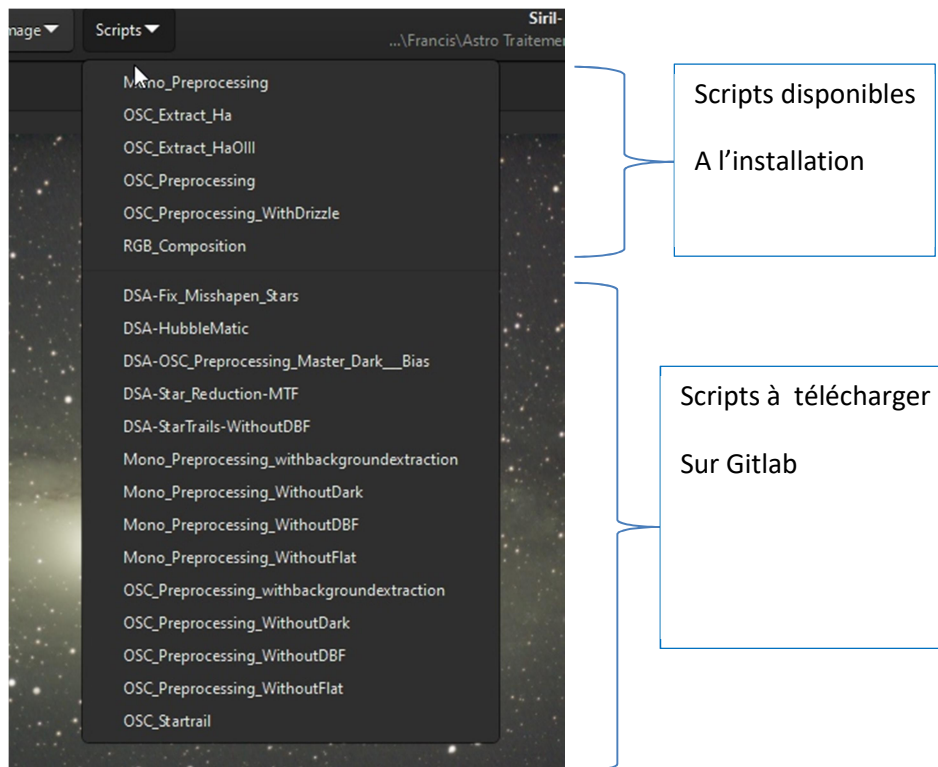 mage
Scripts
Siril-
...\Francis\Astro Traiteme
Mono_Preprocessing
OSC_Extract_Ha
OSC_Extract_HaOIII
OSC_Preprocessing
OSC_Preprocessing_WithDrizzle
RGB_Composition
DSA-Fix_Misshapen_Stars
DSA-HubbleMatic
DSA-OSC_Preprocessing_Master_Dark__Bias
DSA-Star_Reduction-MTF
DSA-StarTrails-WithoutDBF
Mono_Preprocessing_withbackgroundextraction
Mono_Preprocessing_WithoutDark
Mono_Preprocessing_WithoutDBF
Mono_Preprocessing_WithoutFlat
OSC_Preprocessing_withbackgroundextraction
OSC_Preprocessing_WithoutDark
OSC_Preprocessing_WithoutDBF
OSC_Preprocessing_WithoutFlat
OSC_Startrail
Scripts disponibles
A l’installation
Scripts à télécharger
Sur Gitlab